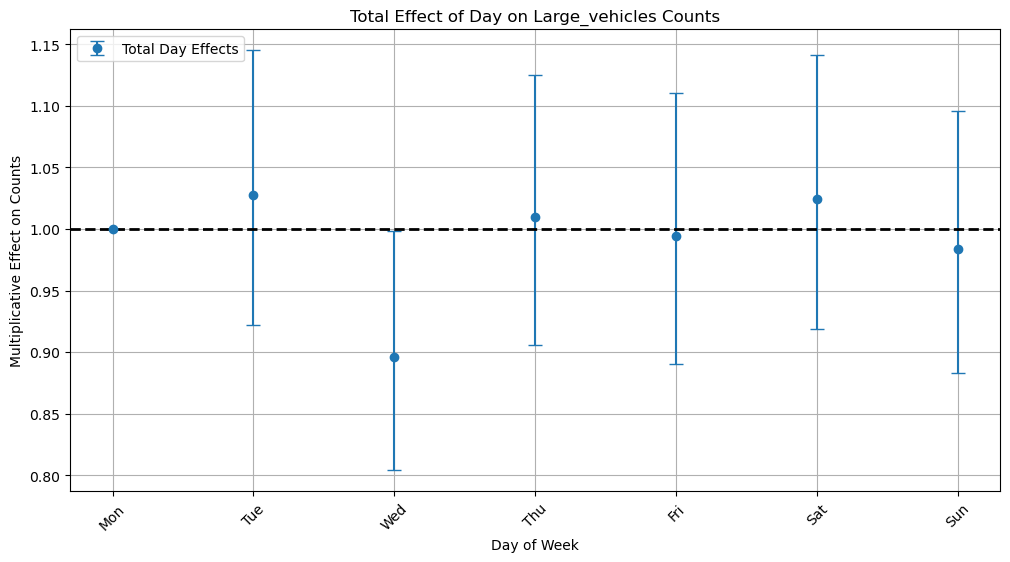 Total Effect of Day on Large_vehicles Counts
Total Day Effects
Multiplicative Effect on Counts
1.15
1.10
1.05
1.00
0.95
0.90
0.85
0.80
Mon
Tue
Wed
Thu
Fri
Sat
Sun
Day of Week